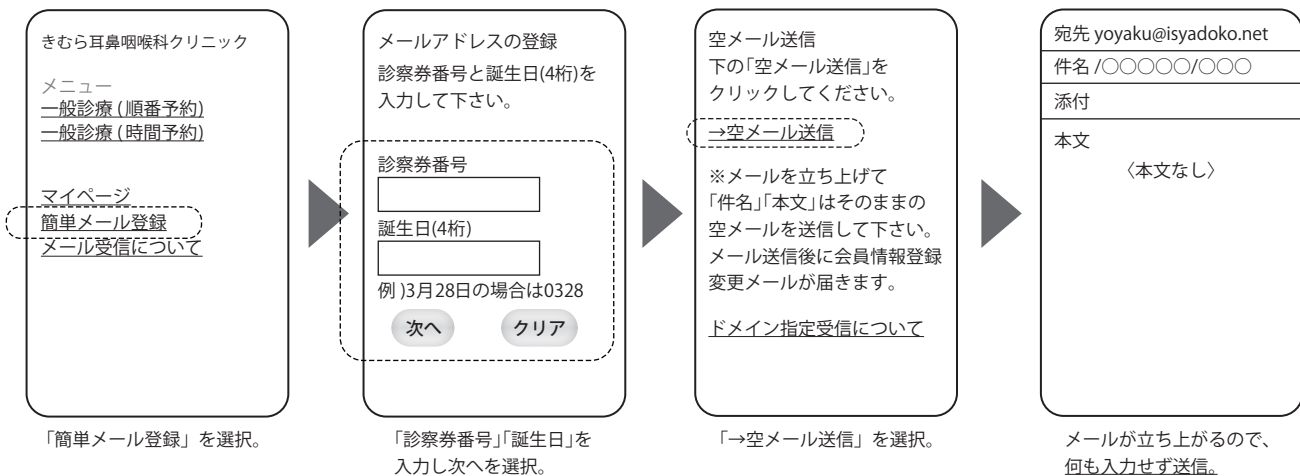 きむら耳鼻咽喉科クリニック
メニュー
一般診療 (順番予約)
一般診療 (時間予約)
マイページ
簡単メール登録
メール受信について
「簡単メール登録」を選択。
メールアドレスの登録
診察券番号と誕生日(4桁)を
入力して下さい。
診察券番号
誕生日(4桁)
例 )3月28日の場合は0328
次へ
クリア
「診察券番号」「誕生日」を
入力し次へを選択。
空メール送信
下の「空メール送信」を
クリックしてください。
→空メール送信
※メールを立ち上げて
「件名」「本文」はそのままの
空メールを送信して下さい。
メール送信後に会員情報登録
変更メールが届きます。
ドメイン指定受信について
「→空メール送信」を選択。
宛先 yoyaku@isyadoko.net
件名 /○○○○○/○○○
添付
本文
〈本文なし〉
メールが立ち上がるので、
何も入力せず送信。